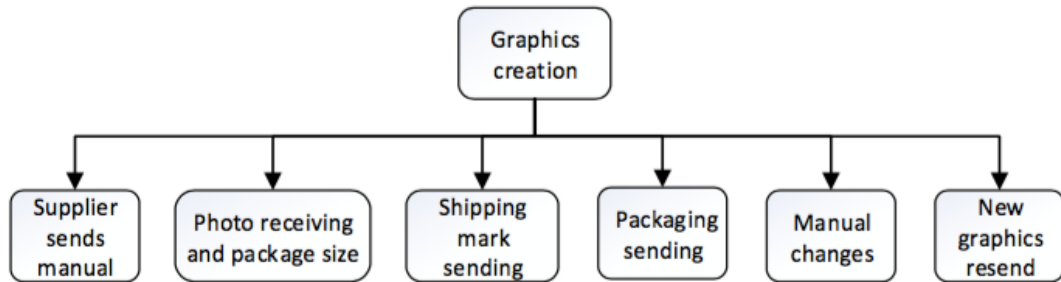 Graphics
creation
Supplier
sends
manual
Photo receiving
and package size
Shipping
mark
sending
Packaging
sending
Manual
changes
New
graphics
resend